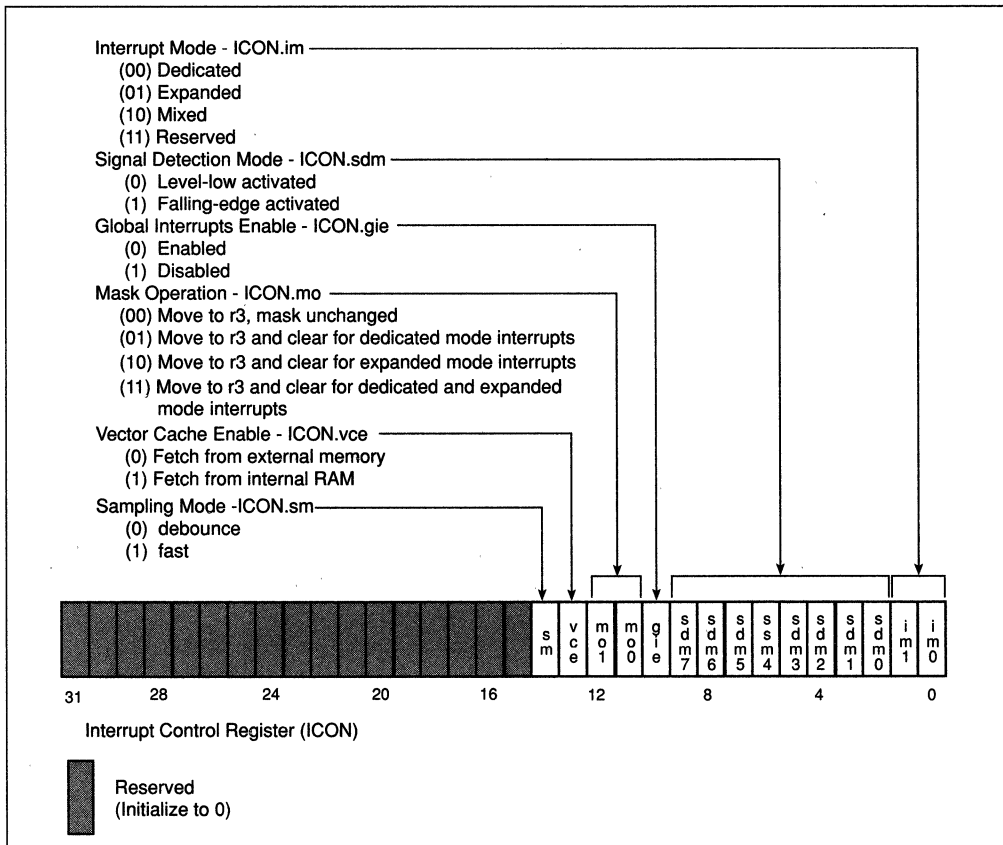 Interrupt Mode - ICON.im
(00) Dedicated
(01) Expanded
(10) Mixed
(11) Reserved
Signal Detection Mode - ICON.sdm
(0) Level-low activated
(1) Falling-edge activated
Global Interrupts Enable - ICON.gie
(0) Enabled
(1) Disabled
Mask Operation - ICON.mo
(00) Move to r3, mask unchanged
(01) Move to r3 and clear for dedicated mode interrupts
(10) Move to r3 and clear for expanded mode interrupts
(11) Move to r3 and clear for dedicated and expanded
mode interrupts
Vector Cache Enable - ICON.vce
(0) Fetch from external memory
(1) Fetch from internal RAM
Sampling Mode -ICON.sm
(0) debounce
(1) fast
sm vce mo1 mo0 gie sdm7 sdm6 sdm5 ssm4 sdm3 sdm2 sdm1 sdm0 im1 im0
31 28 24 20 16 12 8 4 0
Interrupt Control Register (ICON)
Reserved
(Initialize to 0)